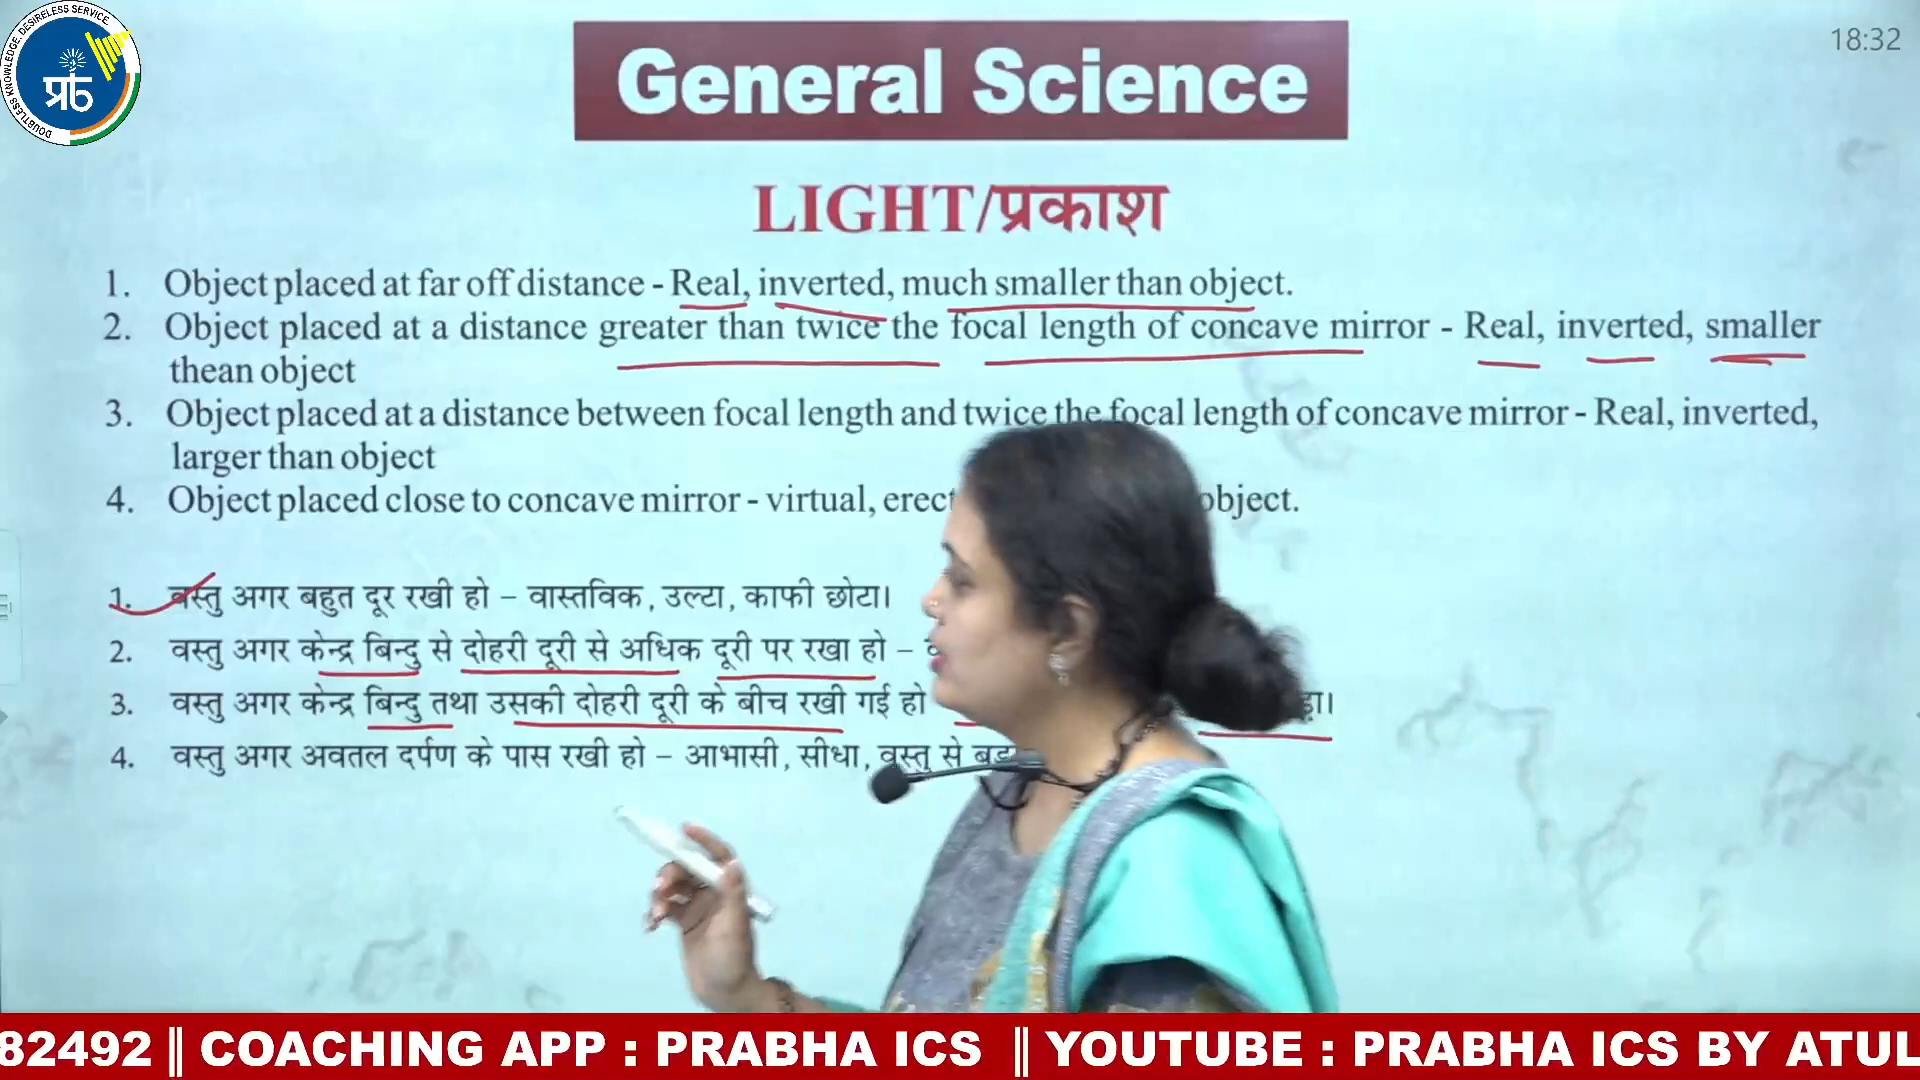 DOUBTLESS KNOWLEDGE, DESIRELESS SERVICE.
प्रि
General Science
18:32
LIGHT/प्रकाश
1. Object placed at far off distance - Real, inverted, much smaller than object.
2. Object placed at a distance greater than twice the focal length of concave mirror - Real, inverted, smaller
thean object
3. Object placed at a distance between focal length and twice the focal length of concave mirror - Real, inverted,
larger than object
4. Object placed close to concave mirror - virtual, erect object.
1. वस्तु अगर बहुत दूर रखी हो – वास्तविक, उल्टा, काफी छोटा।
2. वस्तु अगर केन्द्र बिन्दु से दोहरी दूरी से अधिक दूरी पर रखा हो –
3. वस्तु अगर केन्द्र बिन्दु तथा उसकी दोहरी दूरी के बीच रखी गई हो
4. वस्तु अगर अवतल दर्पण के पास रखी हो – आभासी, सीधा, वस्तु से
82492 || COACHING APP : PRABHA ICS || YOUTUBE : PRABHA ICS BY ATUL